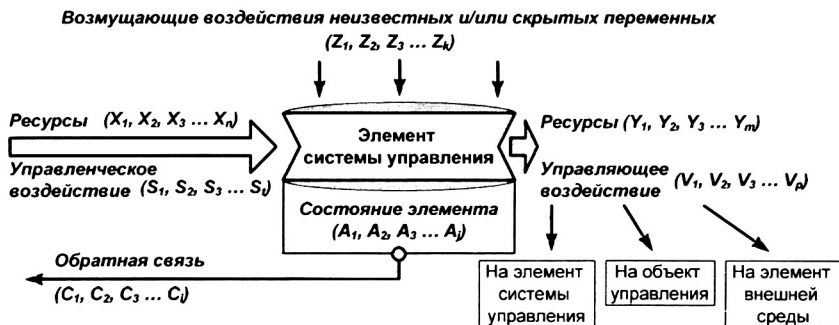 Возмущающие воздействия неизвестных и/или скрытых переменных
(Z₁, Z₂, Z₃ ... Zₖ)
Ресурсы (X₁, X₂, X₃ ... Xₙ)
Управленческое
воздействие (S₁, S₂, S₃ ... Sₜ)
Элемент
системы управления
Состояние элемента
(A₁, A₂, A₃ ... Aⱼ)
Ресурсы (Y₁, Y₂, Y₃ ... Yₘ)
Управляющее
воздействие (V₁, V₂, V₃ ... Vₚ)
Обратная связь
(C₁, C₂, C₃ ... Cᵢ)
На элемент
системы
управления
На объект
управления
На элемент
внешней
среды